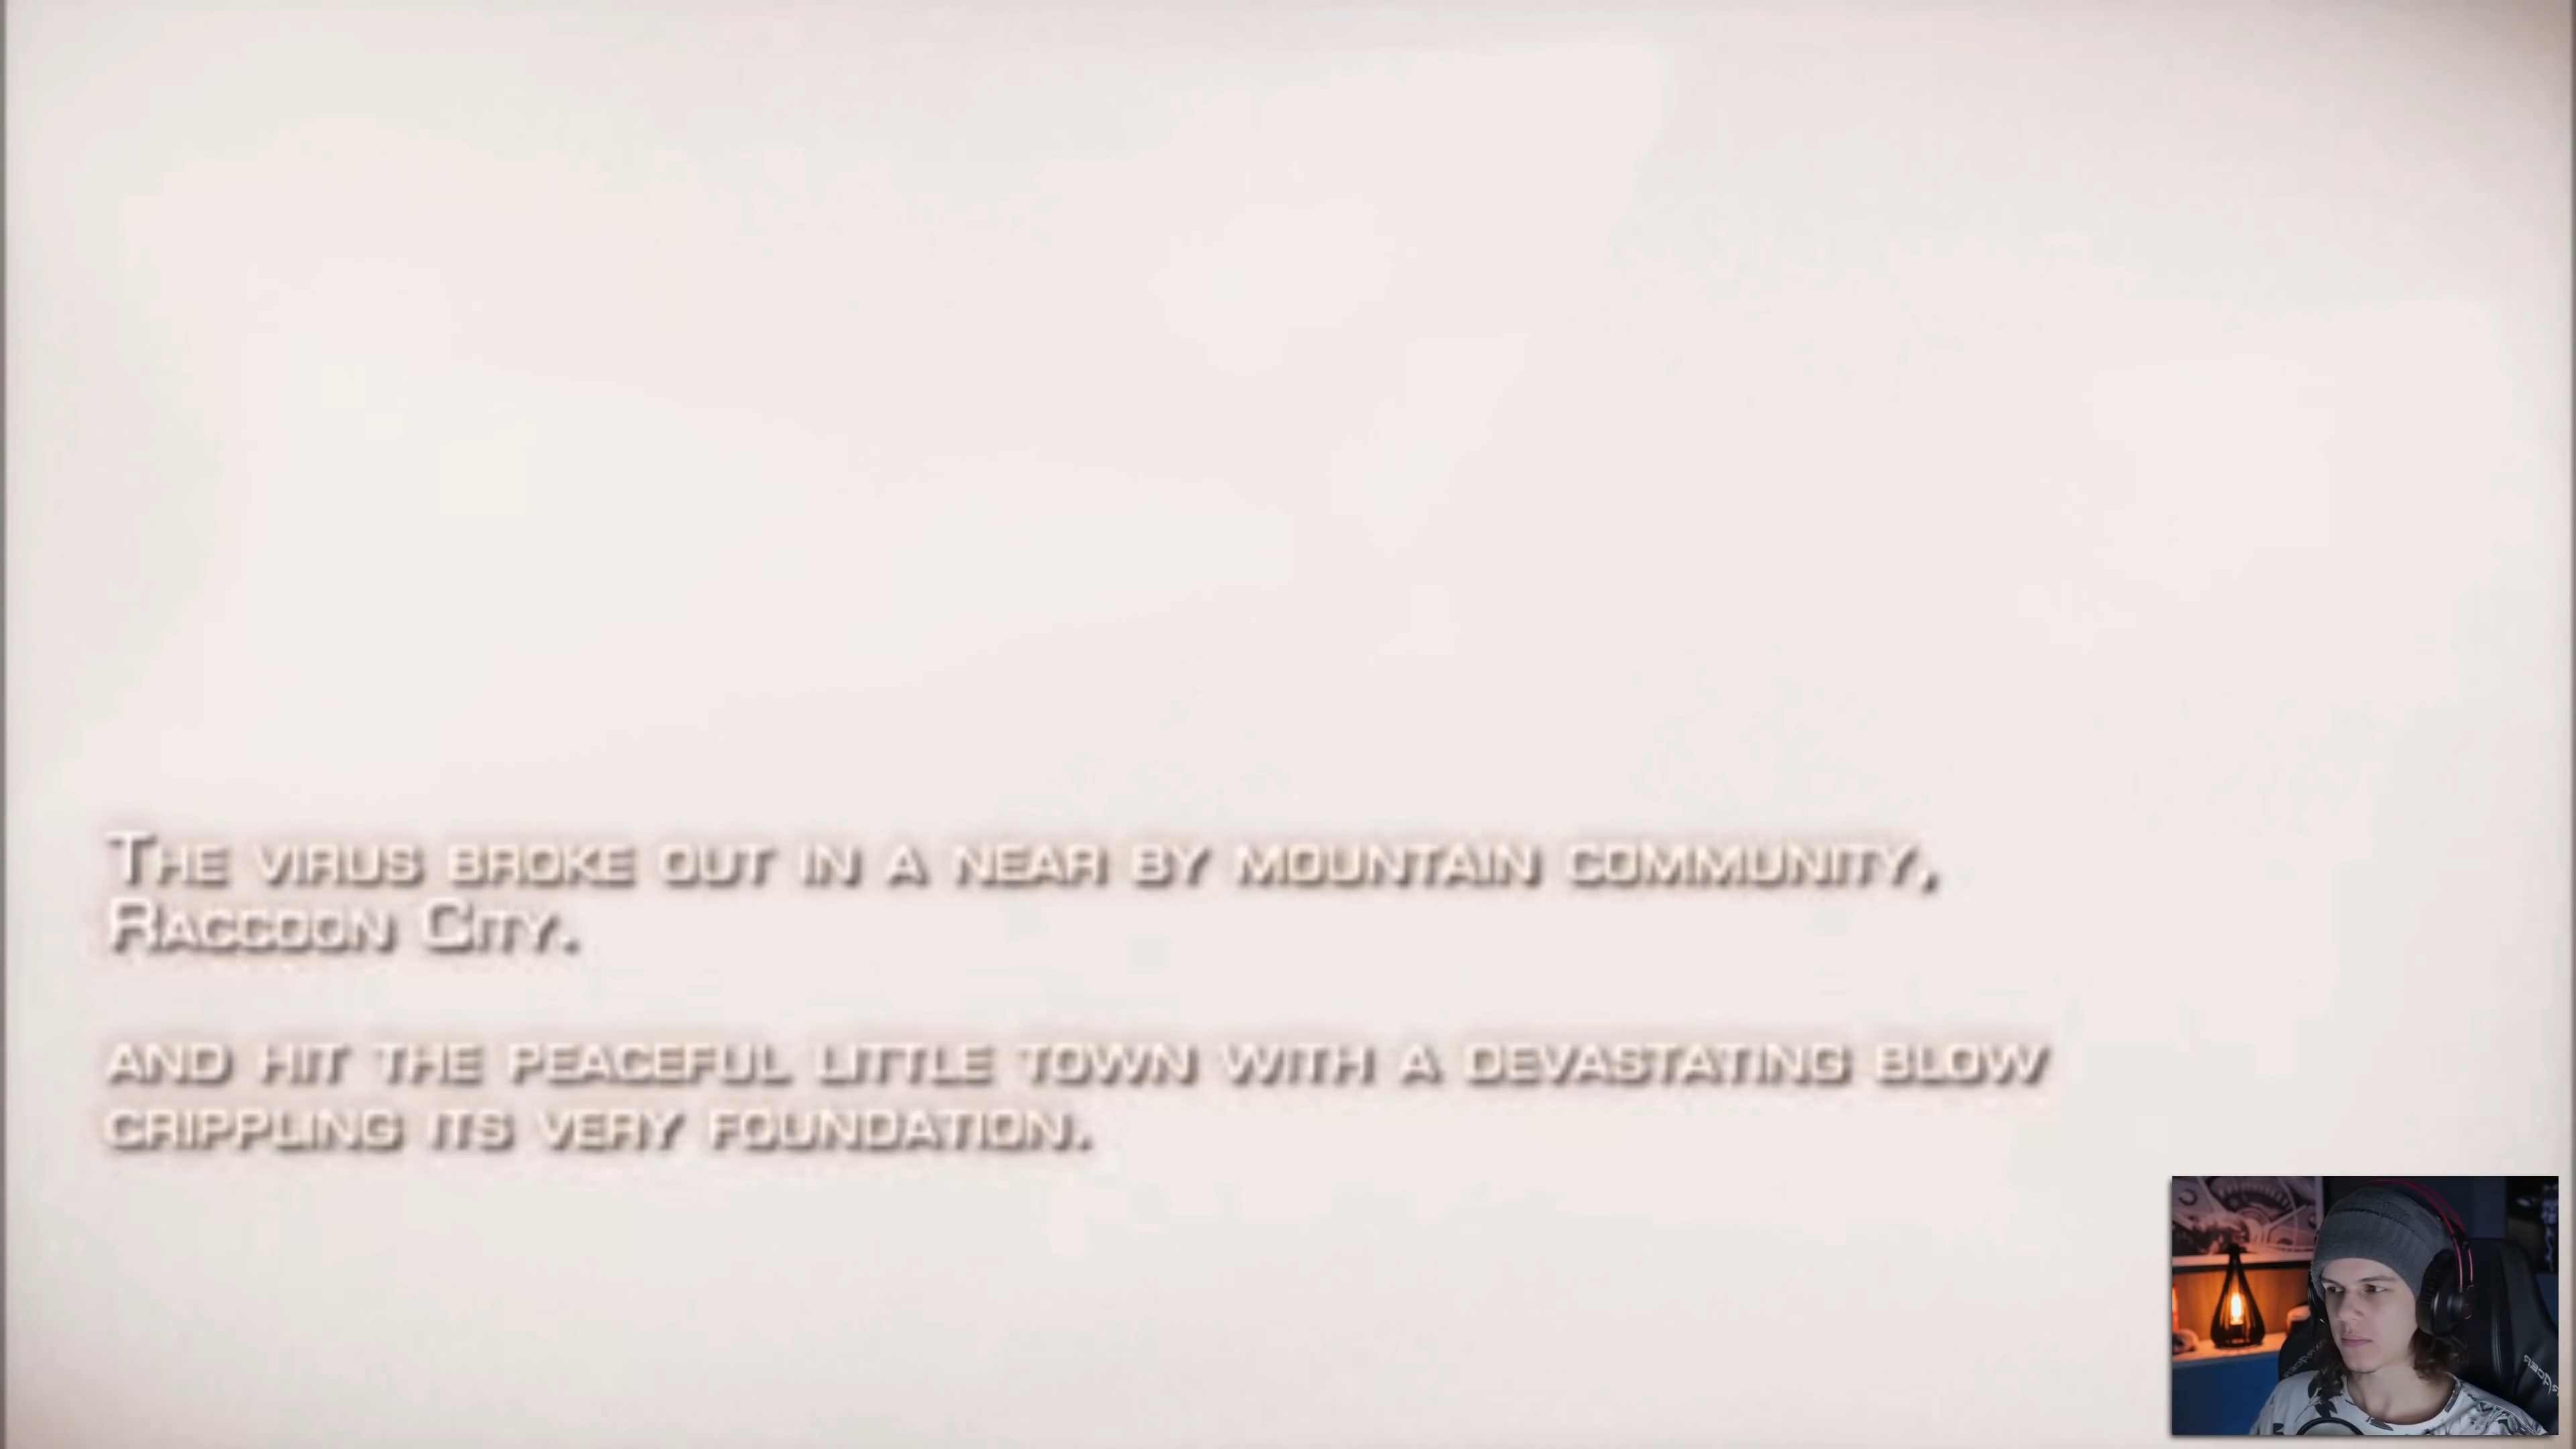 THE VIRUS BROKE OUT IN A NEAR BY MOUNTAIN COMMUNITY,
RACCOON CITY.
AND HIT THE PEACEFUL LITTLE TOWN WITH A DEVASTATING BLOW
CRIPPLING ITS VERY FOUNDATION.